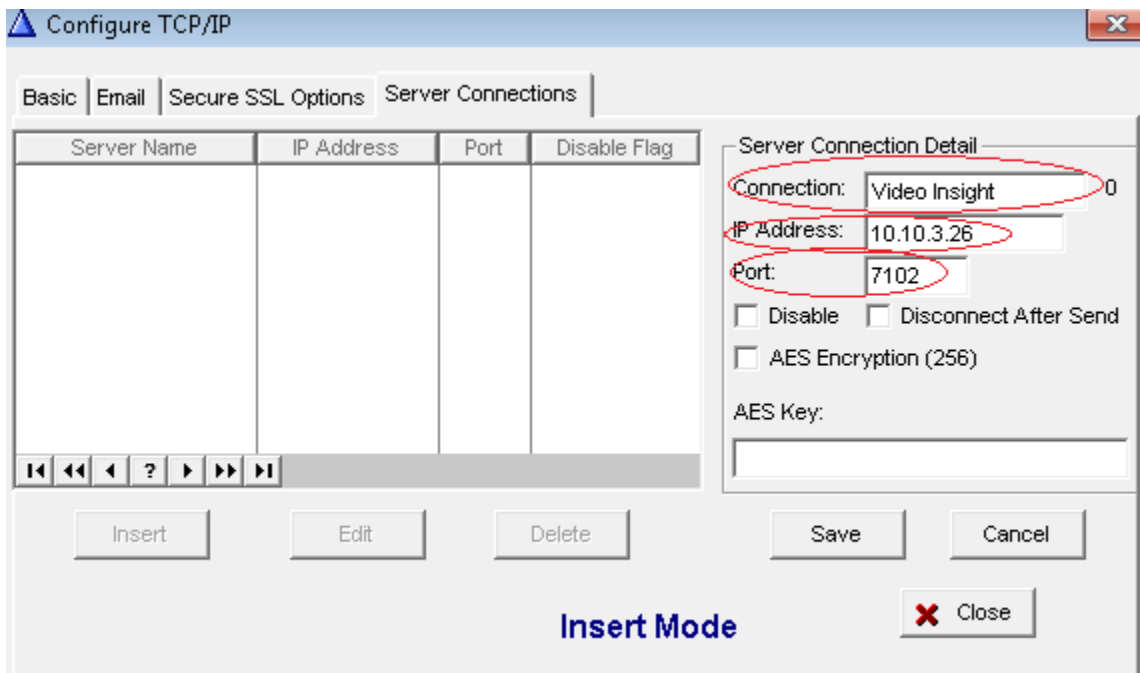 Configure TCP/IP
Basic Email Secure SSL Options Server Connections
Server Name IP Address Port Disable Flag
Server Connection Detail
Connection: Video Insight 0
IP Address: 10.10.3.26
Port: 7102
Disable Disconnect After Send
AES Encryption (256)
AES Key:
?
Insert Edit Delete Save Cancel
Insert Mode Close